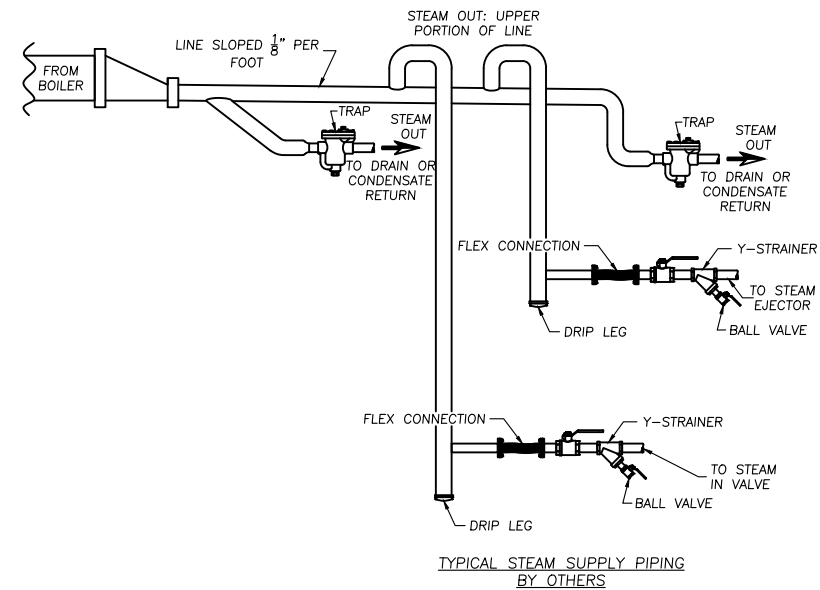 STEAM OUT: UPPER
PORTION OF LINE
LINE SLOPED 1/8" PER
FOOT
FROM
BOILER
TRAP
STEAM
OUT
TO DRAIN OR
CONDENSATE
RETURN
TRAP
STEAM
OUT
TO DRAIN OR
CONDENSATE
RETURN
FLEX CONNECTION
Y-STRAINER
TO STEAM
EJECTOR
BALL VALVE
DRIP LEG
FLEX CONNECTION
Y-STRAINER
TO STEAM
IN VALVE
BALL VALVE
DRIP LEG
TYPICAL STEAM SUPPLY PIPING
BY OTHERS